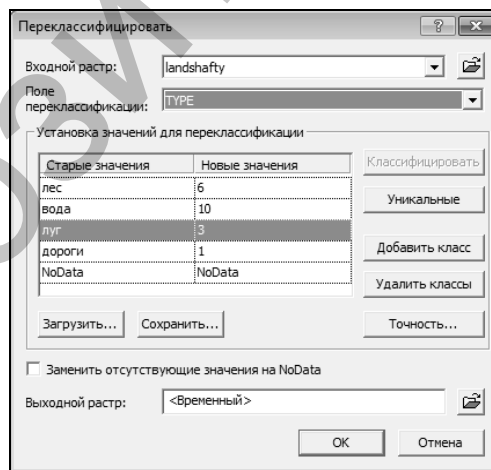 Переклассифицировать
Входной растр: landshafty
Поле
переклассификации: TYPE
Установка значений для переклассификации
Старые значения Новые значения Классифицировать
лес 6
вода 10 Уникальные
луг 3
дороги 1 Добавить класс
NoData NoData
Удалить классы
Загрузить... Сохранить... Точность...
Заменить отсутствующие значения на NoData
Выходной растр: <Временный>
OK Отмена